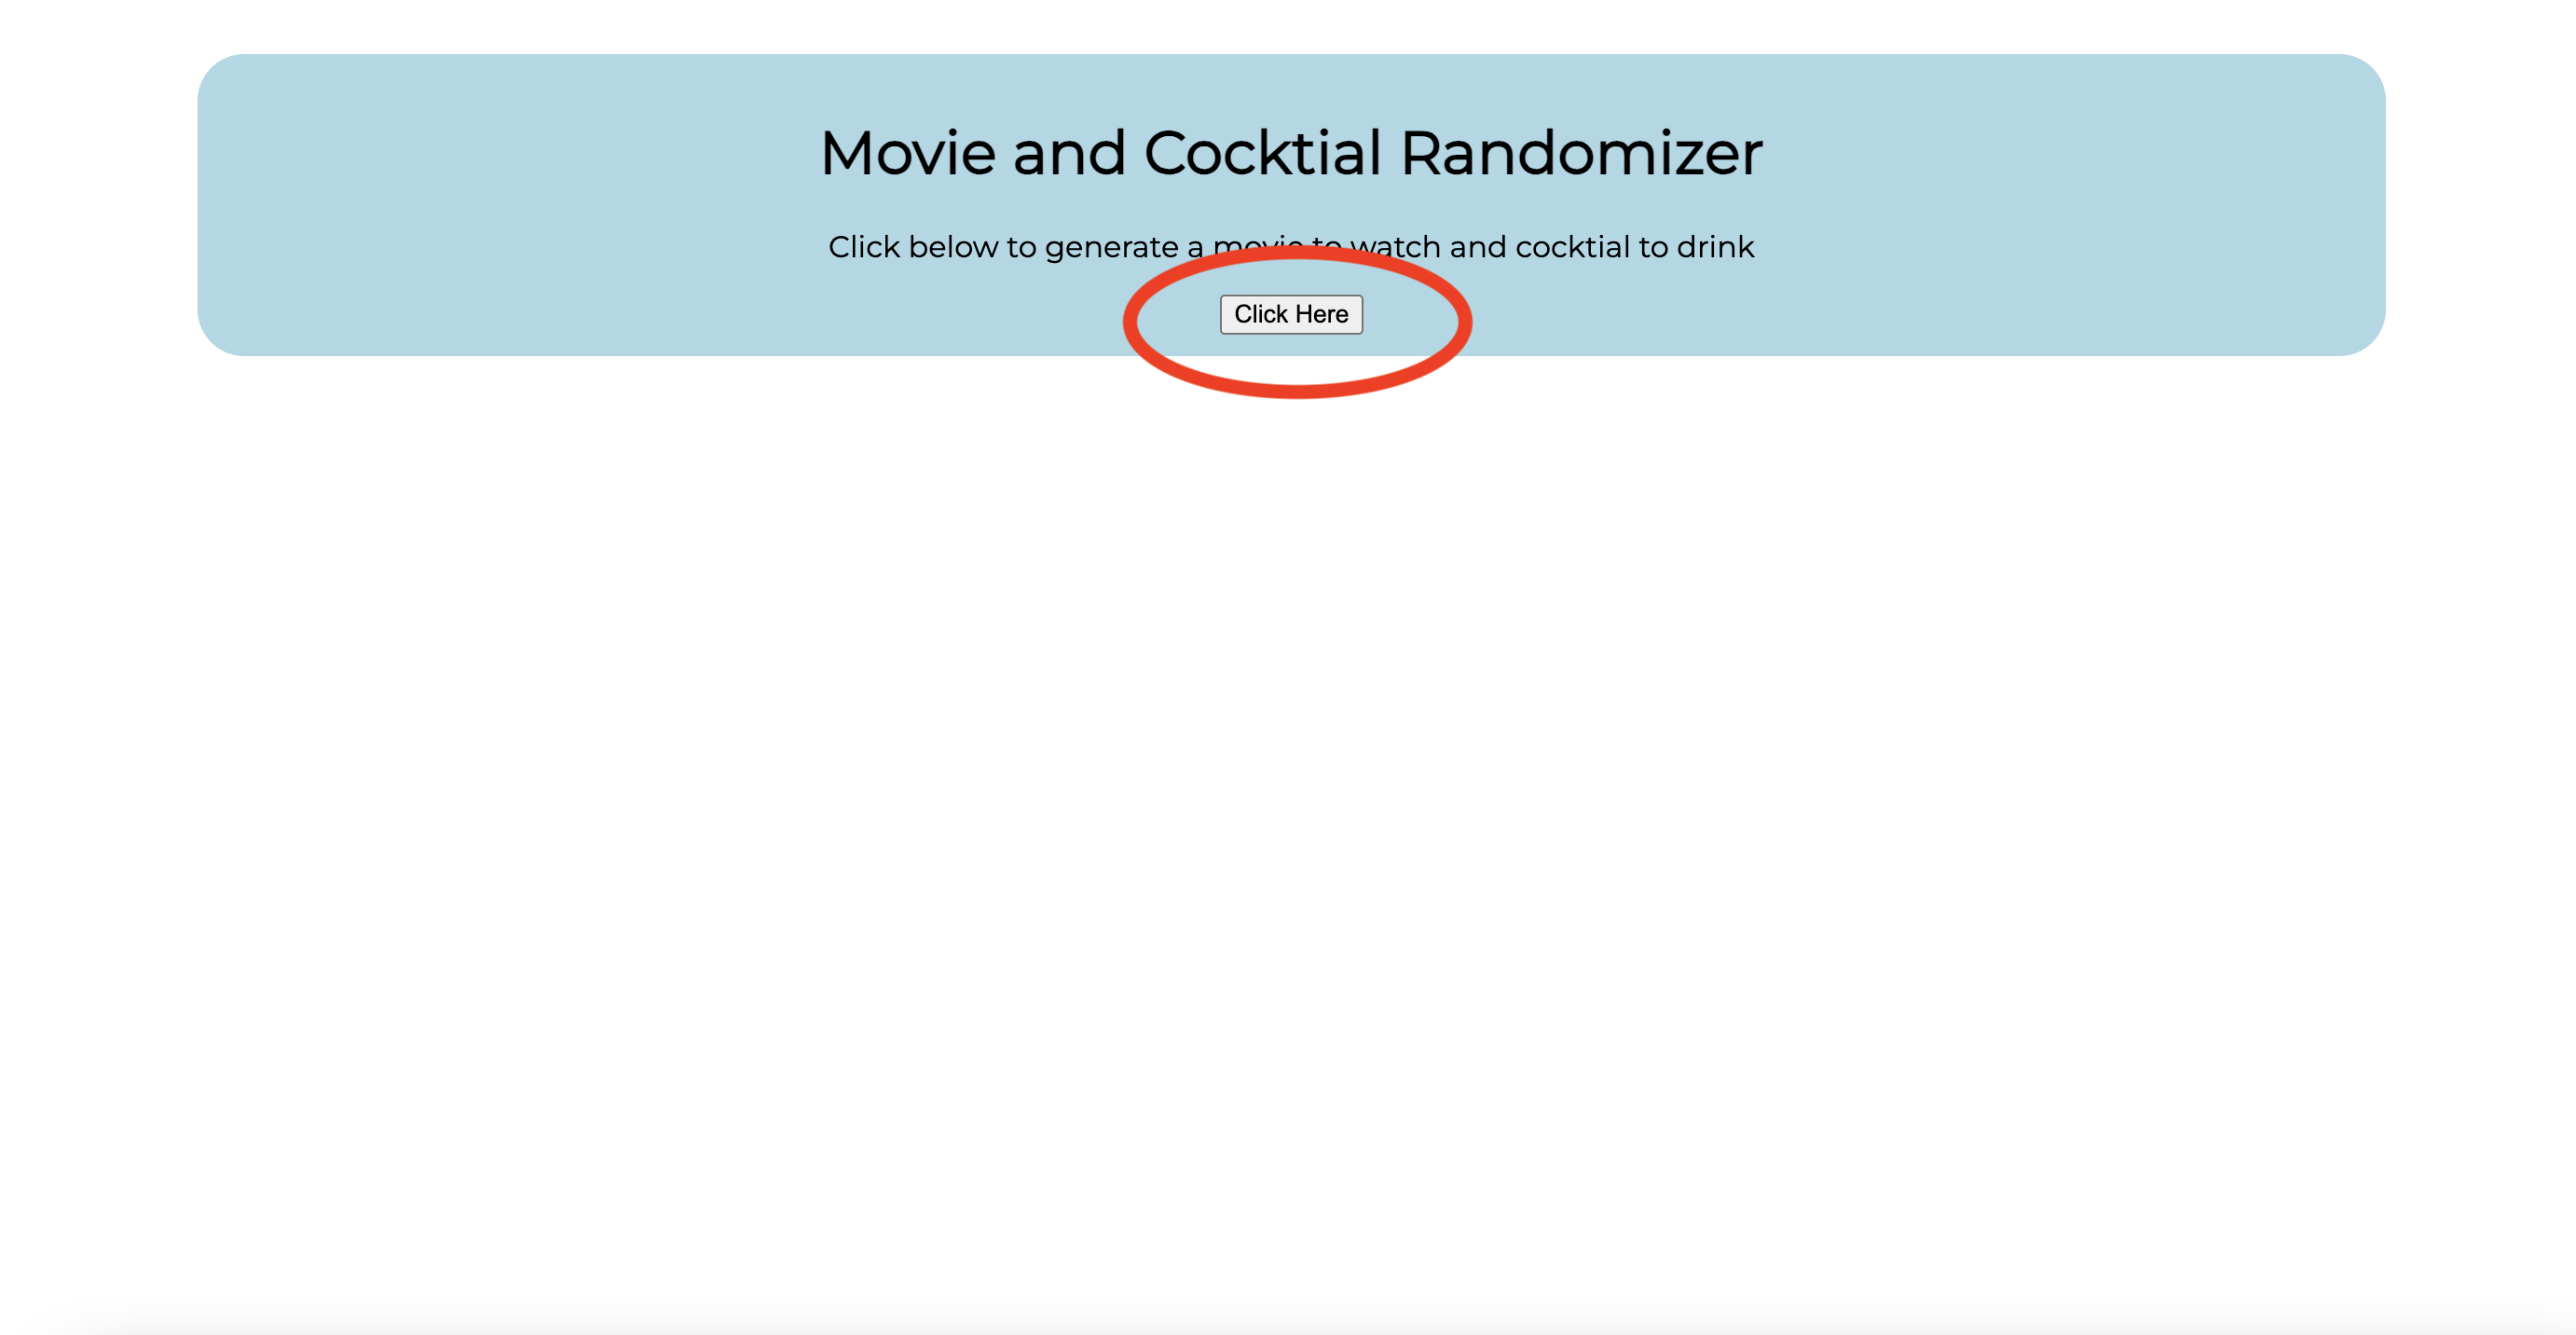 Movie and Cocktial Randomizer
Click below to generate a movie to watch and cocktial to drink
Click Here